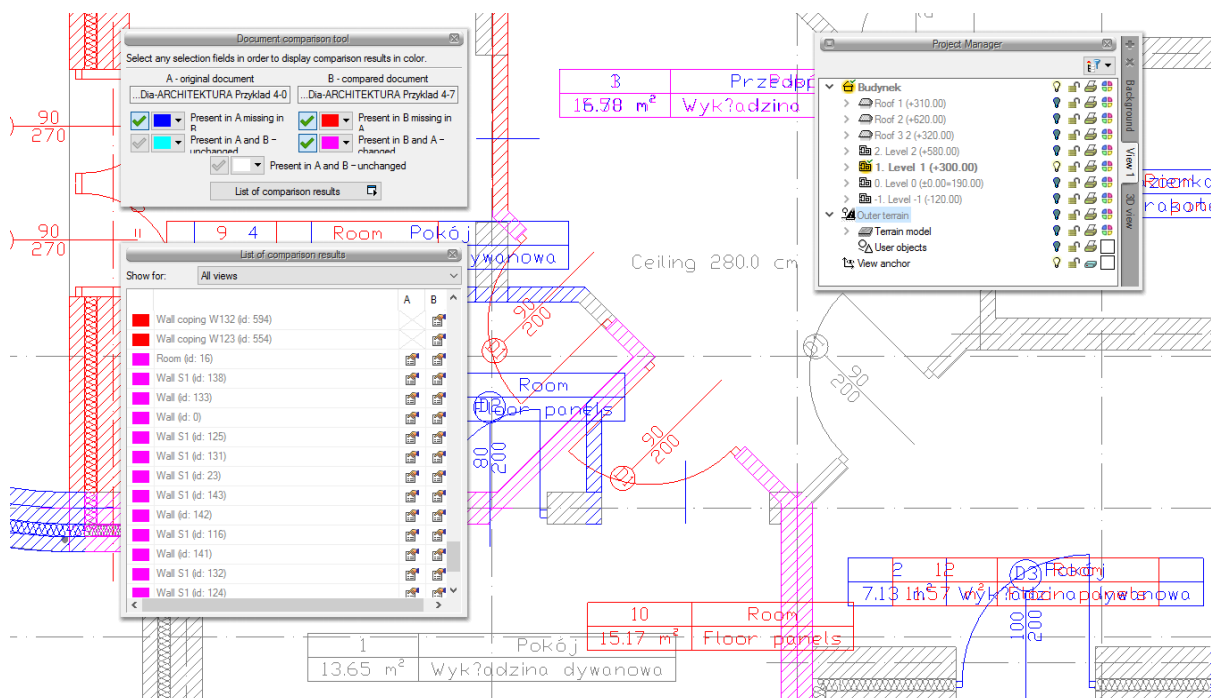 Document comparison tool
Select any selection fields in order to display comparison results in color.
A - original document
B - compared document
...Dia-ARCHITEKTURA Przyklad 4-0
...Dia-ARCHITEKTURA Przyklad 4-7
Present in A missing in B
Present in B missing in A
Present in A and B – unchanged
Present in B and A – changed
Present in A and B – unchanged
List of comparison results
Project Manager
Budynek
Roof 1 (+310.00)
Roof 2 (+620.00)
Roof 3 2 (+320.00)
2. Level 2 (+580.00)
1. Level 1 (+300.00)
0. Level 0 (±0.00=190.00)
-1. Level -1 (-120.00)
Outer terrain
Terrain model
User objects
View anchor
Background
View 1
3D view
List of comparison results
Show for:
All views
A B
Wall coping W132 (id: 594)
Wall coping W123 (id: 554)
Room (id: 16)
Wall S1 (id: 138)
Wall (id: 133)
Wall (id: 0)
Wall S1 (id: 125)
Wall S1 (id: 131)
Wall S1 (id: 23)
Wall S1 (id: 143)
Wall (id: 142)
Wall S1 (id: 116)
Wall (id: 141)
Wall S1 (id: 132)
Wall S1 (id: 124)
90
270
90
270
3
m²
Wyk?adzina
9 4
Room
Pokój
ywanowa
Ceiling 280.0 cm
90
200
D1
90
200
Room
Floor panels
D2
80
200
90
200
D1
D3
100
200
10
Room
15.17 m²
Floor panels
1
Pokój
13.65 m²
Wyk?adzina dywanowa
2 12
7.13